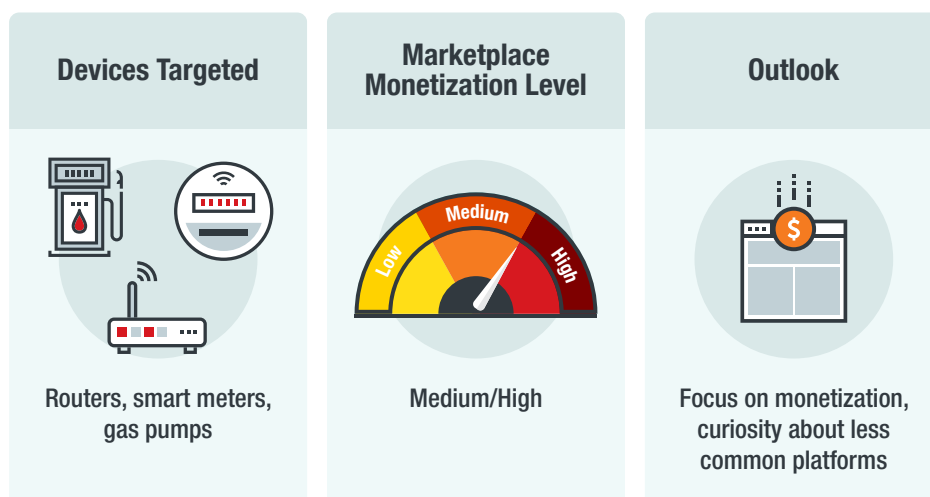 Devices Targeted
Routers, smart meters,
gas pumps
Marketplace
Monetization Level
Low
Medium
High
Medium/High
Outlook
$
Focus on monetization,
curiosity about less
common platforms